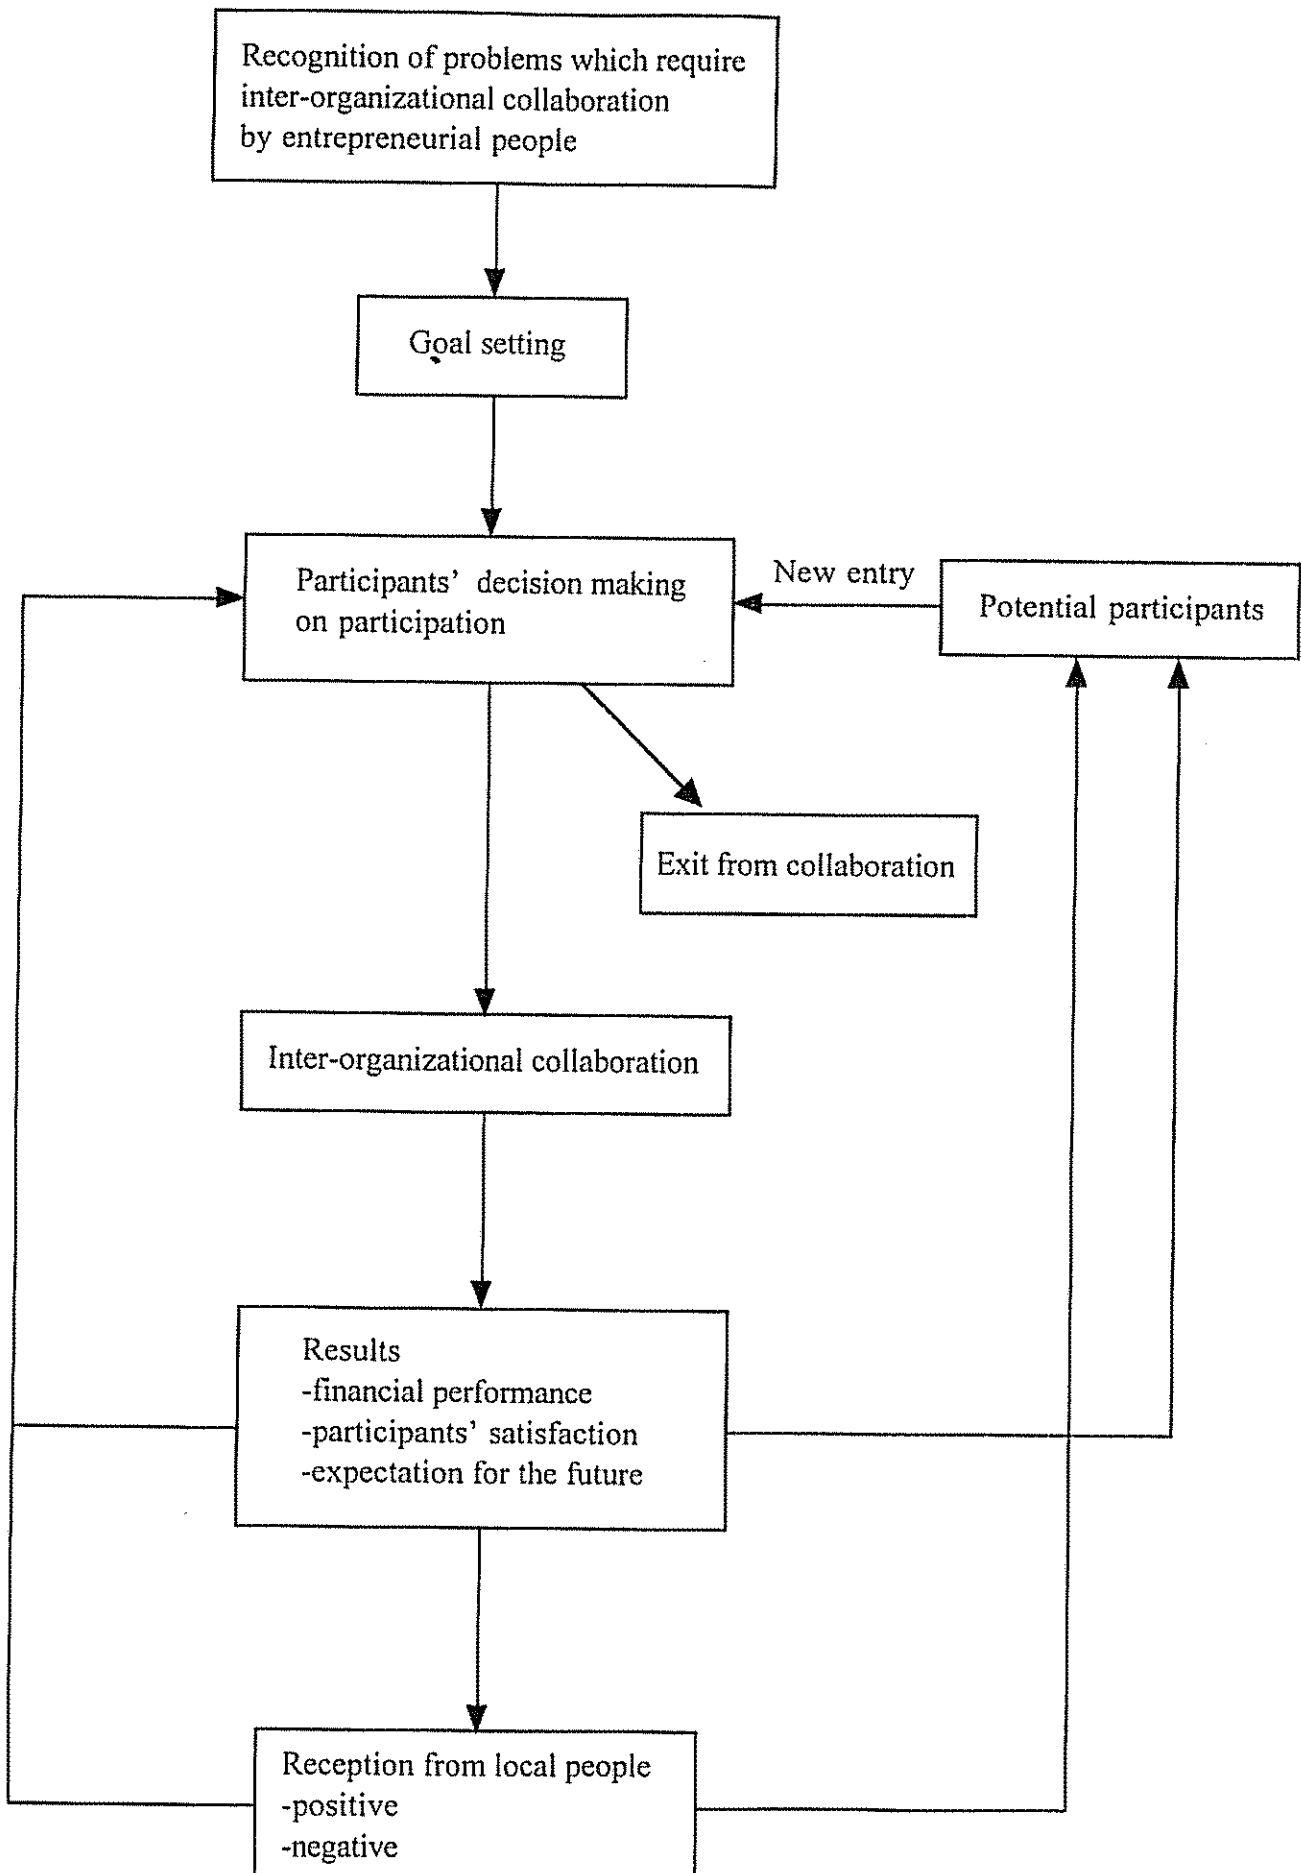 Recognition of problems which require
inter-organizational collaboration
by entrepreneurial people
Goal setting
Participants' decision making
on participation
New entry
Potential participants
Exit from collaboration
Inter-organizational collaboration
Results
-financial performance
-participants' satisfaction
-expectation for the future
Reception from local people
-positive
-negative